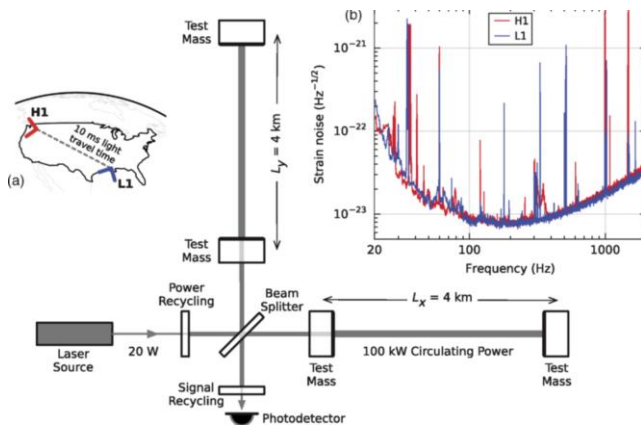 Test
Mass
(b)
H1
L1
10⁻²¹
10⁻²²
10⁻²³
Strain noise (Hz⁻¹/²)
20
100
1000
Frequency (Hz)
H1
10 ms light
travel time
L1
(a)
Ly = 4 km
Test
Mass
Power
Recycling
Beam
Splitter
Lx = 4 km
Laser
Source
20 W
100 kW Circulating Power
Test
Mass
Test
Mass
Signal
Recycling
Photodetector